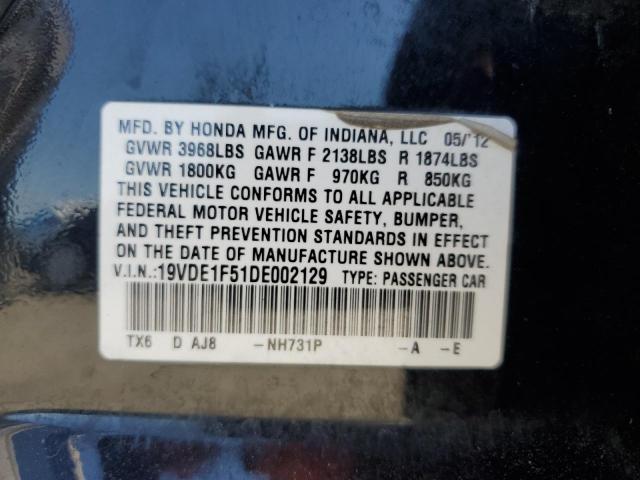 MFD. BY HONDA MFG. OF INDIANA, LLC 05/'12
GVWR 3968LBS GAWR F 2138LBS R 1874LBS
GVWR 1800KG GAWR F 970KG R 850KG
THIS VEHICLE CONFORMS TO ALL APPLICABLE
FEDERAL MOTOR VEHICLE SAFETY, BUMPER,
AND THEFT PREVENTION STANDARDS IN EFFECT
ON THE DATE OF MANUFACTURE SHOWN ABOVE.
V.I.N.:19VDE1F51DE002129 TYPE: PASSENGER CAR
TX6 D AJ8 -NH731P -A -E